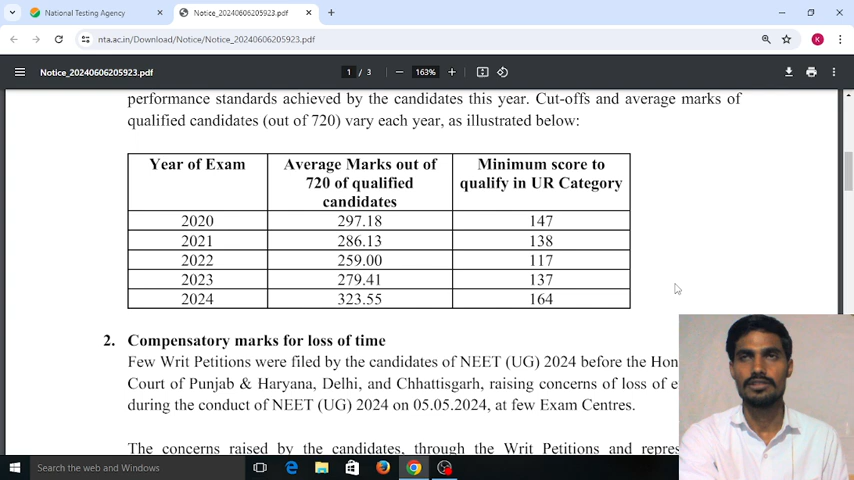 National Testing Agency
Notice_20240606205923.pdf
nta.ac.in/Download/Notice/Notice_20240606205923.pdf
K
Notice_20240606205923.pdf
1 / 3
163%
performance standards achieved by the candidates this year. Cut-offs and average marks of
qualified candidates (out of 720) vary each year, as illustrated below:
Year of Exam Average Marks out of 720 of qualified candidates Minimum score to qualify in UR Category
2020 297.18 147
2021 286.13 138
2022 259.00 117
2023 279.41 137
2024 323.55 164
2. Compensatory marks for loss of time
Few Writ Petitions were filed by the candidates of NEET (UG) 2024 before the Hon
Court of Punjab & Haryana, Delhi, and Chhattisgarh, raising concerns of loss of e
during the conduct of NEET (UG) 2024 on 05.05.2024, at few Exam Centres.
The concerns raised by the candidates, through the Writ Petitions and repres
Search the web and Windows